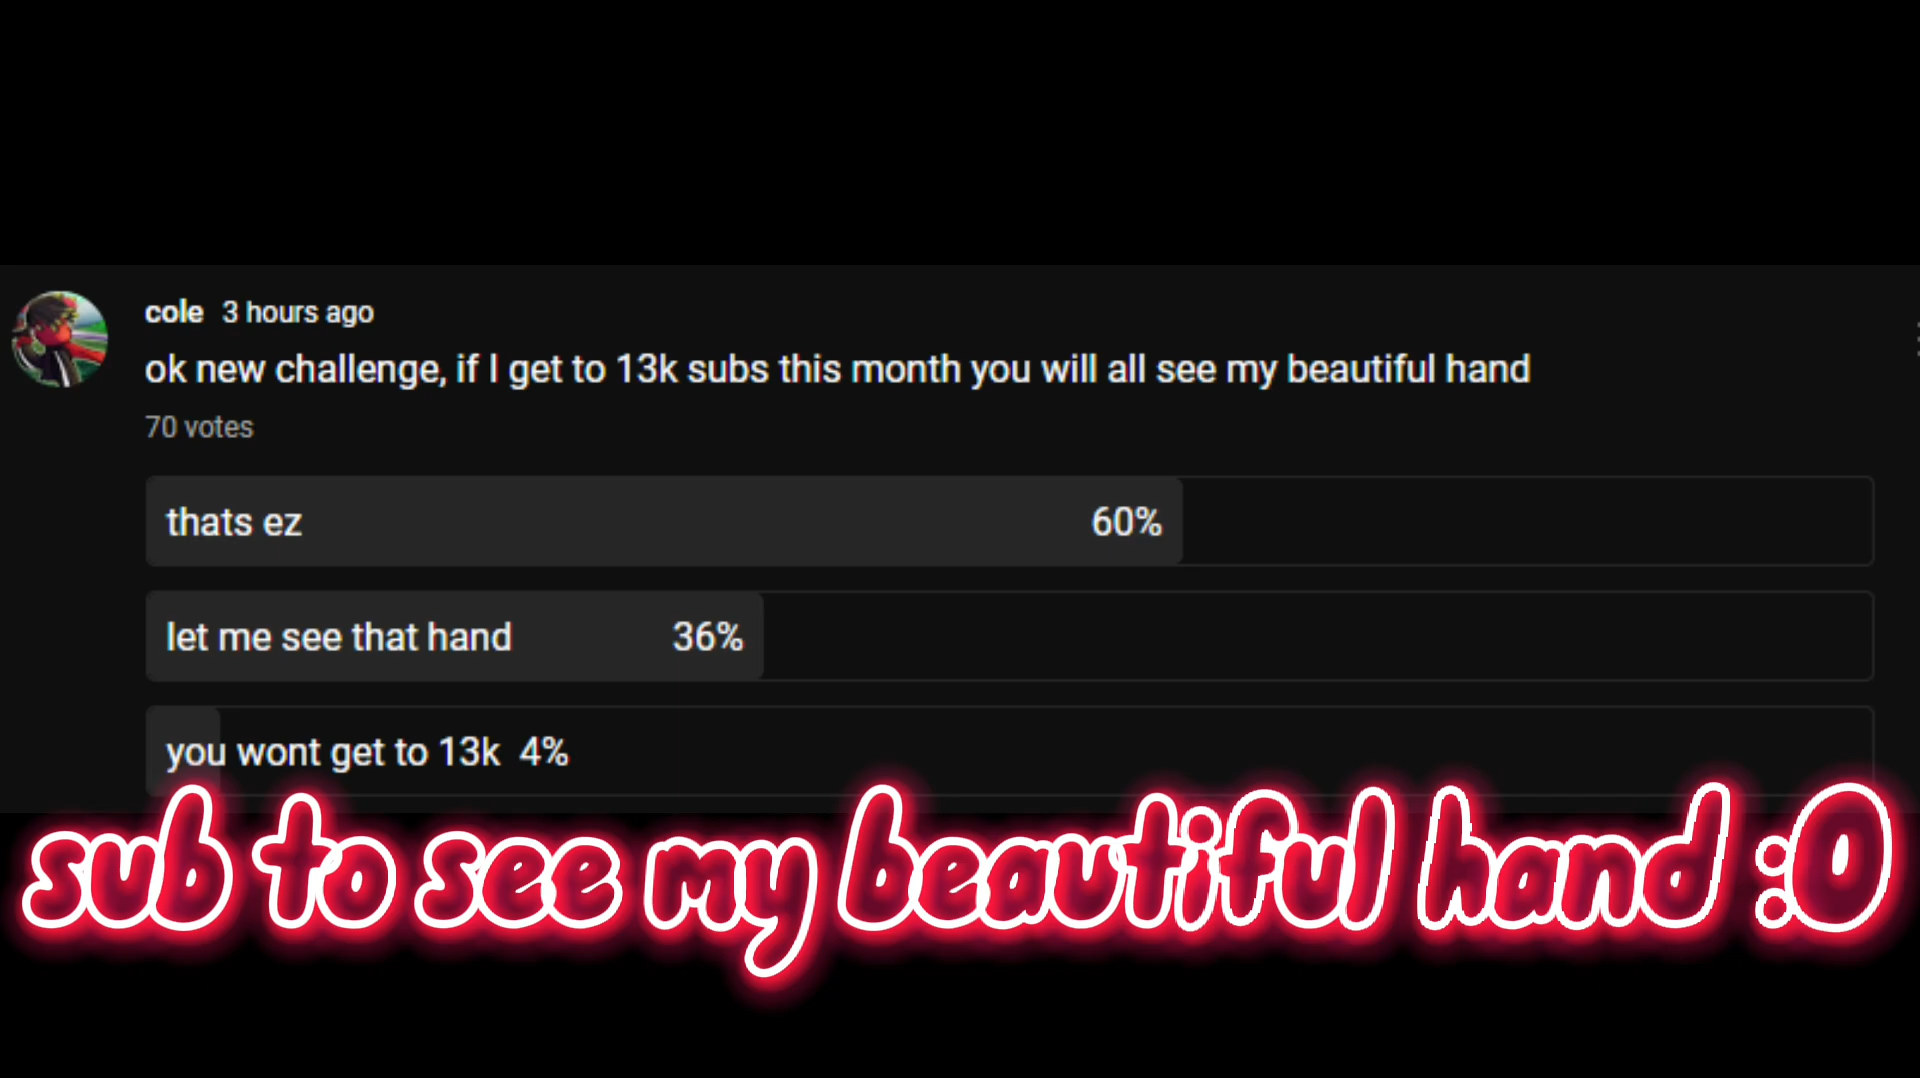 cole 3 hours ago
ok new challenge, if I get to 13k subs this month you will all see my beautiful hand
70 votes
thats ez 60%
let me see that hand 36%
you wont get to 13k 4%
sub to see my beautiful hand :0